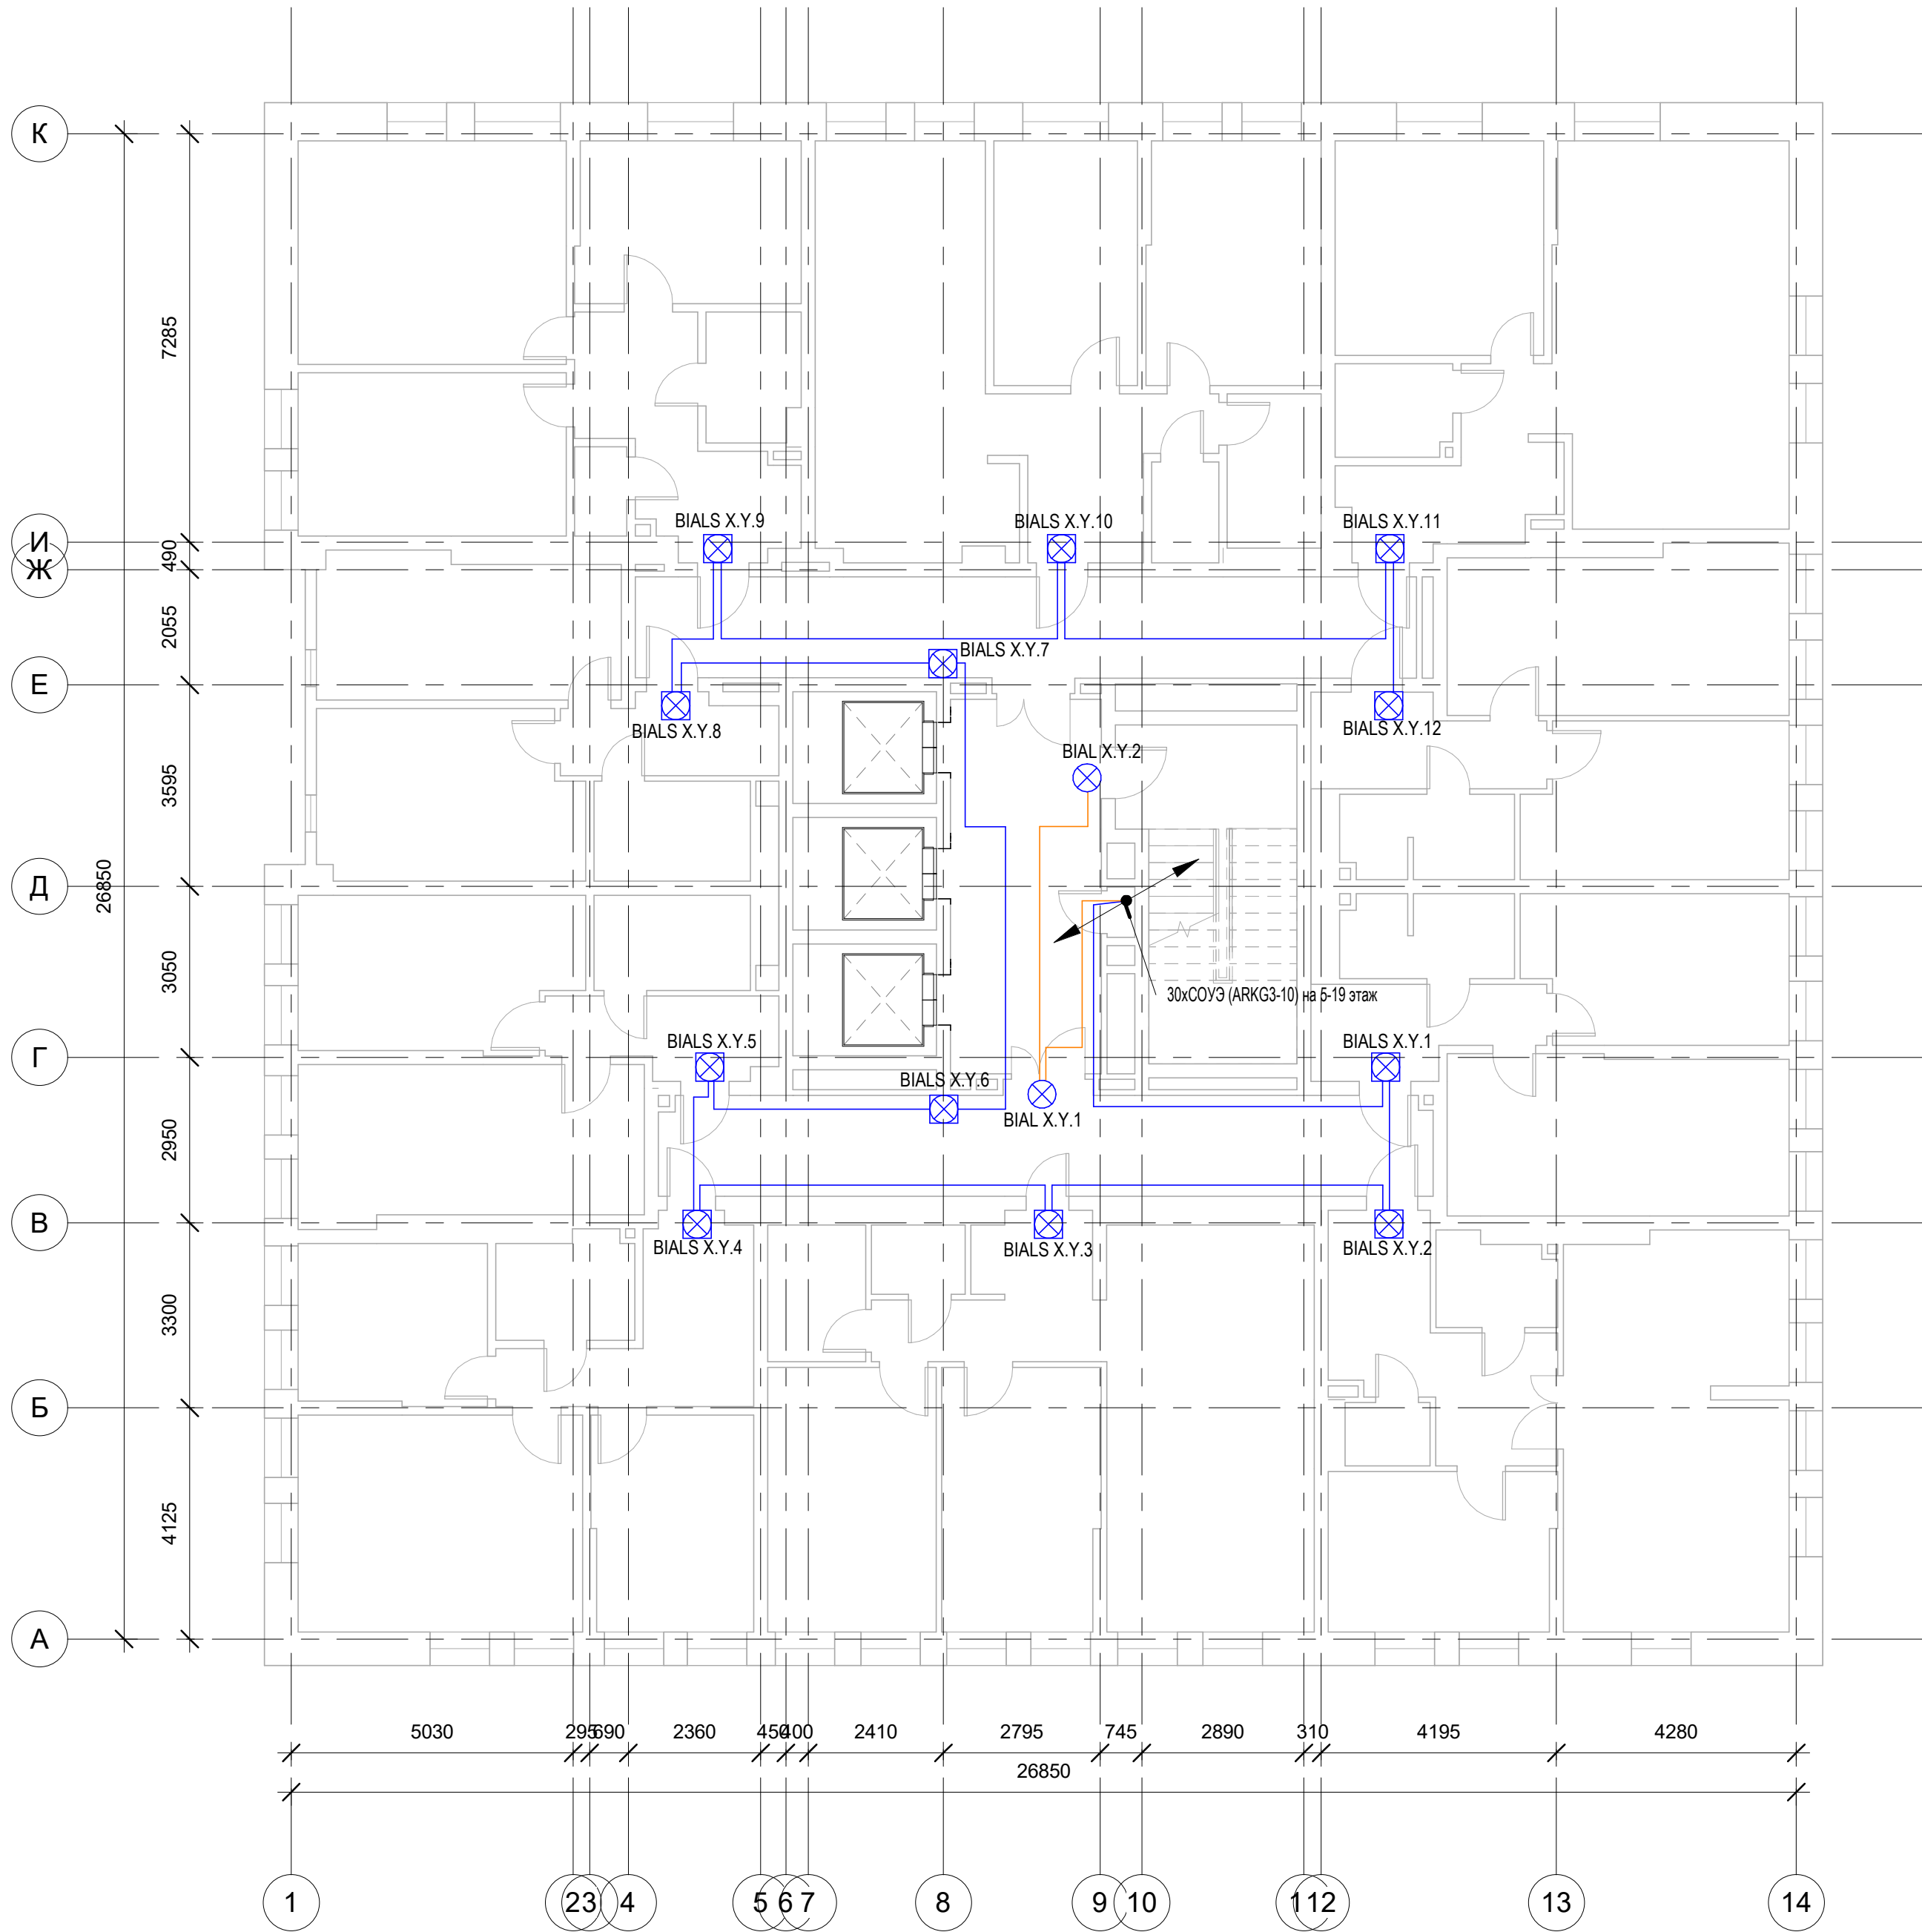 К
7285
BIALS X.Y.9
BIALS X.Y.10
BIALS X.Y.11
И
490
Ж
2055
BIALS X.Y.7
Е
BIALS X.Y.8
BIALS X.Y.12
BIAL X.Y.2
3595
26850
Д
3050
30хСОУЭ (ARKG3-10) на 5-19 этаж
BIALS X.Y.5
BIALS X.Y.1
Г
BIALS X.Y.6
BIAL X.Y.1
2950
В
BIALS X.Y.4
BIALS X.Y.3
BIALS X.Y.2
3300
Б
4125
А
5030 295 690 2360 450 400 2410 2795 745 2890 310 4195 4280
26850
1 2 3 4 5 6 7 8 9 10 11 12 13 14